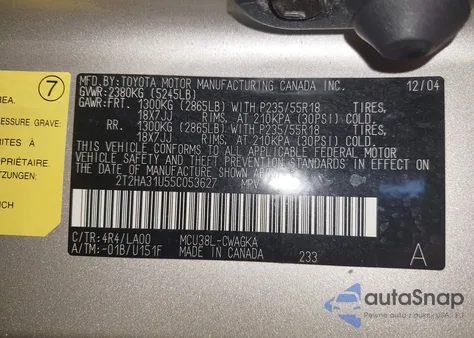 MFD.BY: TOYOTA MOTOR MANUFACTURING CANADA INC. 12/04
GVWR: 2380KG (5245LB)
GAWR: FRT. 1300KG (2865LB) WITH P235/55R18 TIRES,
18X7JJ RIMS, AT 210KPA (30PSI) COLD.
RR. 1300KG (2865LB) WITH P235/55R18 TIRES,
18X7JJ RIMS, AT 210KPA (30PSI) COLD.
THIS VEHICLE CONFORMS TO ALL APPLICABLE FEDERAL MOTOR
VEHICLE SAFETY AND THEFT PREVENTION STANDARDS IN EFFECT ON
THE DATE OF MANUFACTURE SHOWN ABOVE.
2T2HA31U55C053627 MPV
C/TR: 4R4/LA00 MCU38L-CWAGKA
A/TM: -01B/U151F MADE IN CANADA 233 A
7
REA.
PRESSURE GRAVE:
RITES À
ENCH
autoSnap